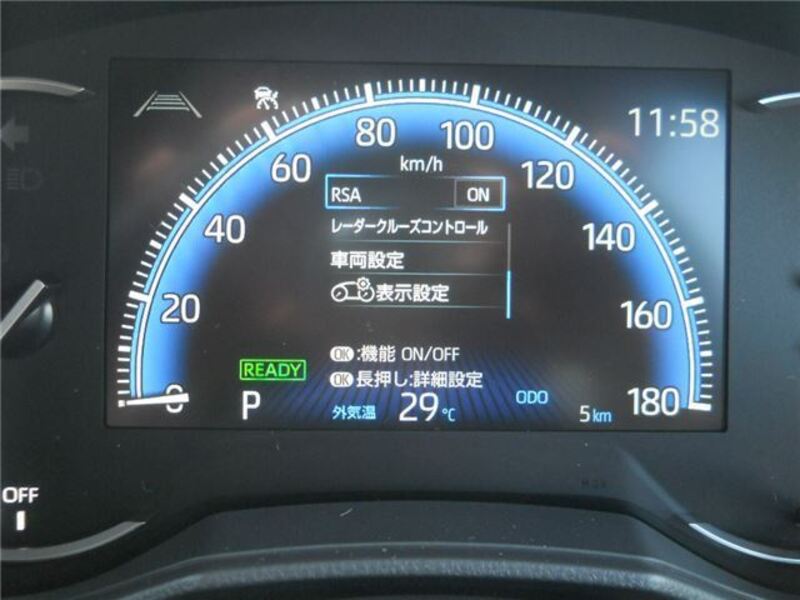 11:58
80 100
km/h
60 120
RSA ON
レーダークルーズコントロール
40 140
車両設定
表示設定
20 160
OK:機能 ON/OFF
READY
OK長押し:詳細設定
0 180
P 外気温 29℃ ODO 5km
OFF